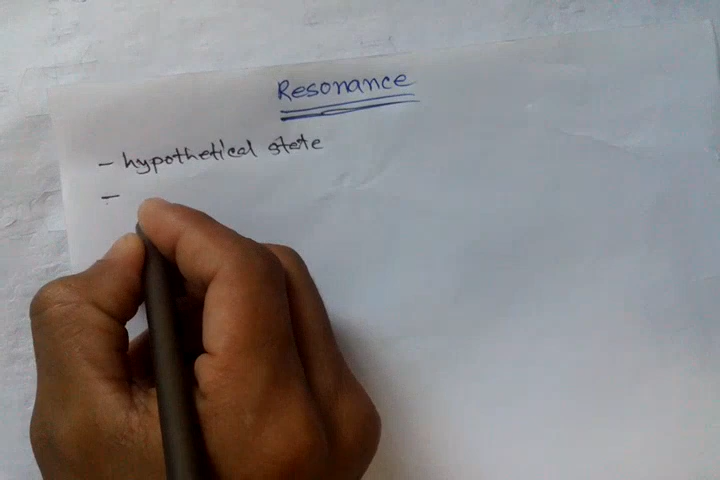 Resonance
- hypothetical state
-